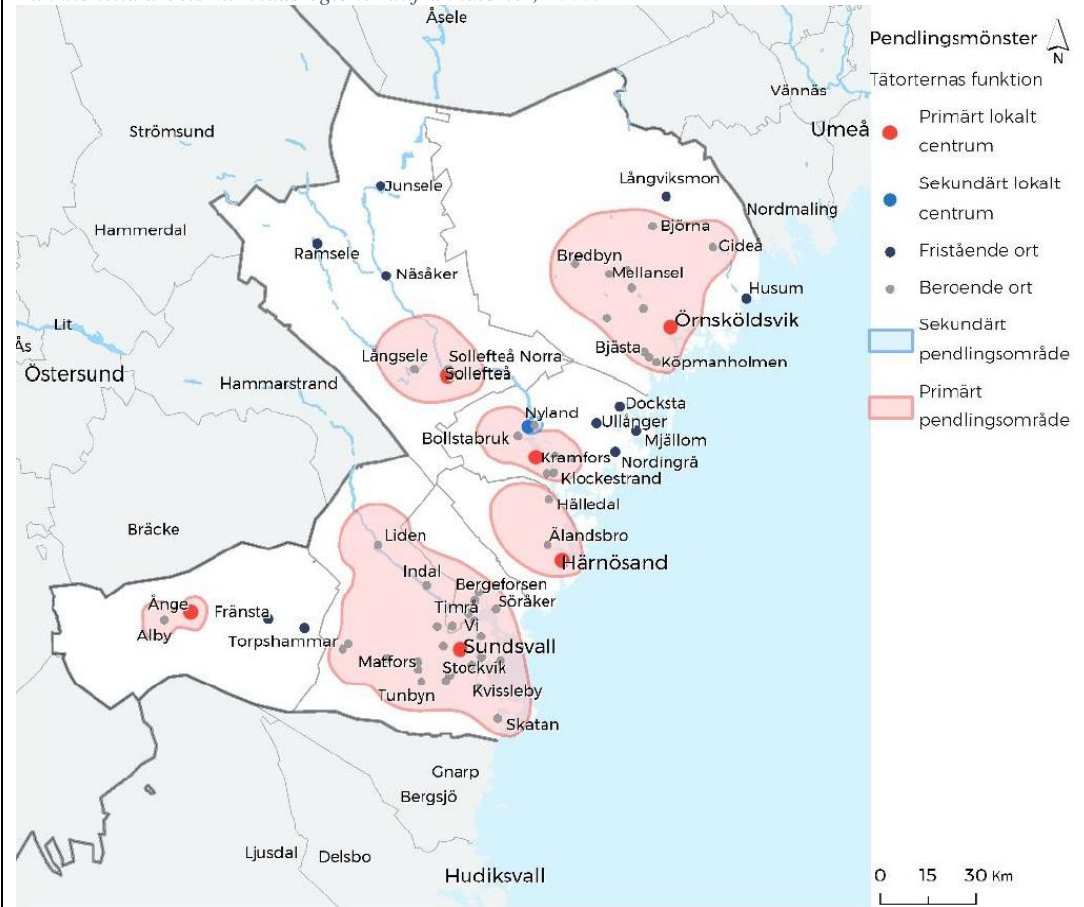 Åsele
Vännäs
Umeå
Strömsund
Junsele
Långviksmon
Nordmaling
Hammerdal
Björna
Gideå
Ramsele
Bredbyn
Mellansel
Näsåker
Husum
Lit
Ås
Örnsköldsvik
Östersund
Långsele
Sollefteå Norra
Sollefteå
Bjästa
Köpmanholmen
Hammarstrand
Docksta
Nyland
Ullånger
Bollstabruk
Mjällom
Kramfors
Nordingrå
Klockestrand
Hälledal
Bräcke
Liden
Älandsbro
Härnösand
Indal
Bergeforsen
Ånge
Fränsta
Timrå
Söråker
Alby
Torpshammar
Vi
Sundsvall
Matfors
Stockvik
Tunbyn
Kvissleby
Skatan
Gnarp
Bergsjö
Ljusdal
Delsbo
Hudiksvall
Pendlingsmönster
N
Tätorternas funktion
Primärt lokalt
centrum
Sekundärt lokalt
centrum
Fristående ort
Beroende ort
Sekundärt
pendlingsområde
Primärt
pendlingsområde
0 15 30 Km